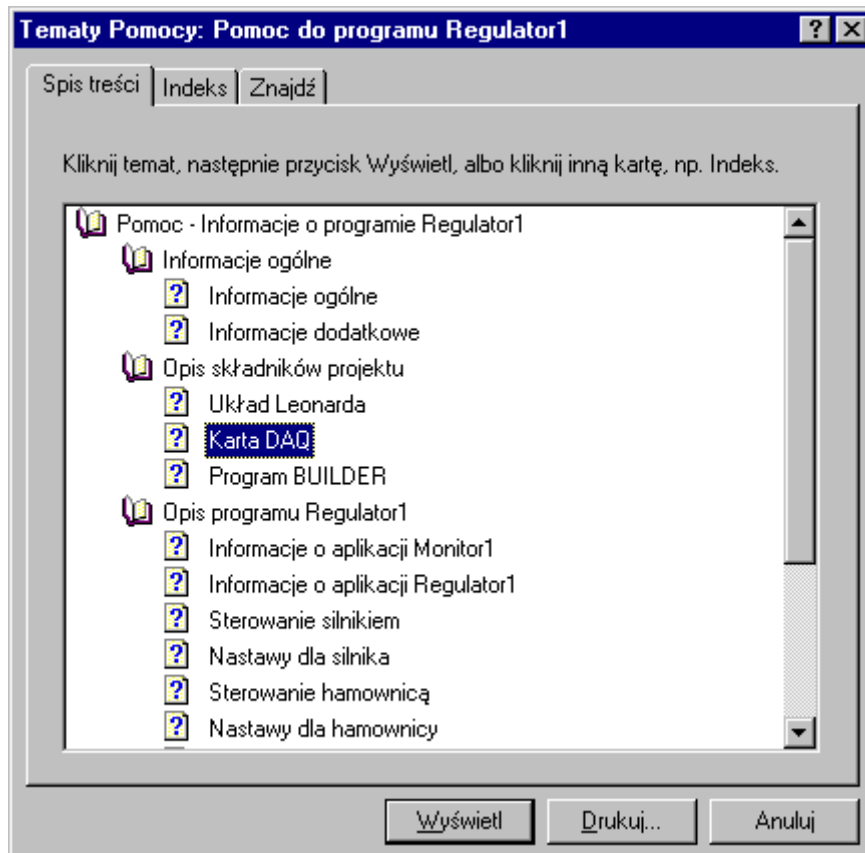 Tematy Pomocy: Pomoc do programu Regulator1
Spis treści Indeks Znajdź
Kliknij temat, następnie przycisk Wyświetl, albo kliknij inną kartę, np. Indeks.
Pomoc - Informacje o programie Regulator1
Informacje ogólne
Informacje ogólne
Informacje dodatkowe
Opis składników projektu
Układ Leonarda
Karta DAQ
Program BUILDER
Opis programu Regulator1
Informacje o aplikacji Monitor1
Informacje o aplikacji Regulator1
Sterowanie silnikiem
Nastawy dla silnika
Sterowanie hamownicą
Nastawy dla hamownicy
Wyświetl Drukuj... Anuluj